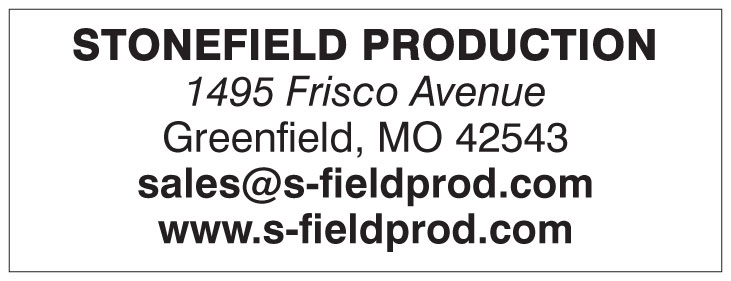 STONEFIELD PRODUCTION
1495 Frisco Avenue
Greenfield, MO 42543
sales@s-fieldprod.com
www.s-fieldprod.com